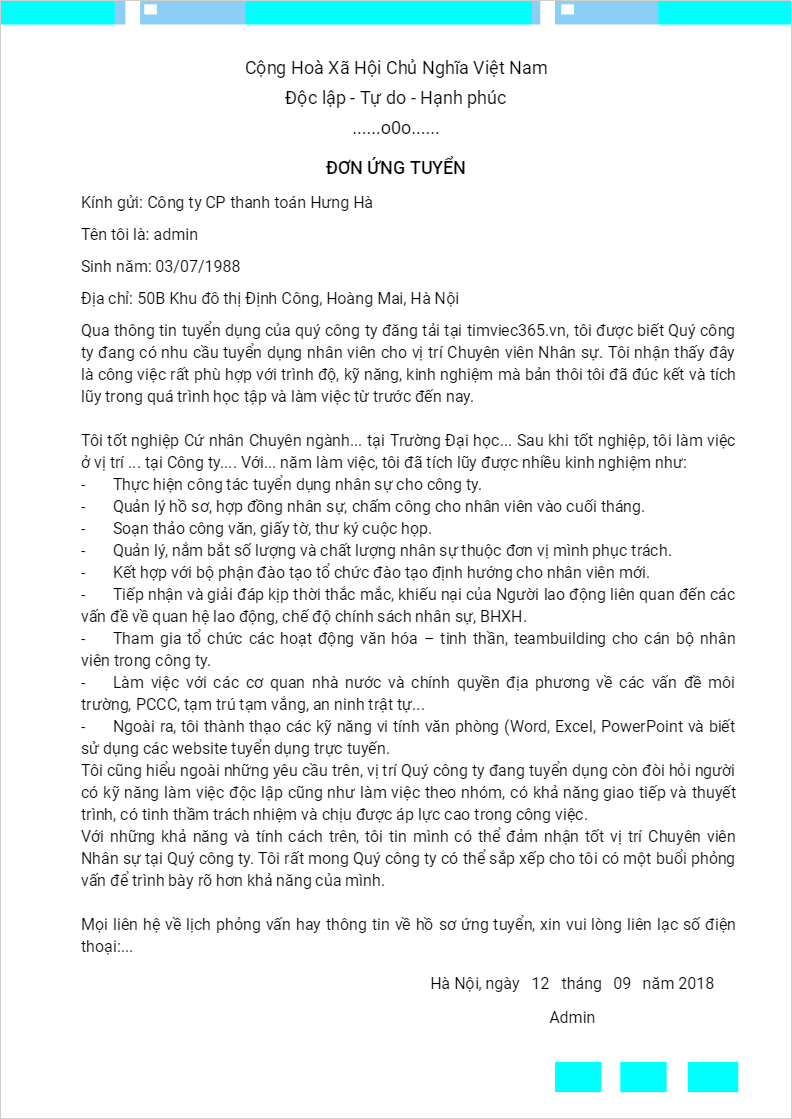 Cộng Hoà Xã Hội Chủ Nghĩa Việt Nam
Độc lập - Tự do - Hạnh phúc
......o0o......
ĐƠN ỨNG TUYỂN
Kính gửi: Công ty CP thanh toán Hưng Hà
Tên tôi là: admin
Sinh năm: 03/07/1988
Địa chỉ: 50B Khu đô thị Định Công, Hoàng Mai, Hà Nội
Qua thông tin tuyển dụng của quý công ty đăng tải tại timviec365.vn, tôi được biết Quý công
ty đang có nhu cầu tuyển dụng nhân viên cho vị trí Chuyên viên Nhân sự. Tôi nhận thấy đây
là công việc rất phù hợp với trình độ, kỹ năng, kinh nghiệm mà bản thôi tôi đã đúc kết và tích
lũy trong quá trình học tập và làm việc từ trước đến nay.
Tôi tốt nghiệp Cứ nhân Chuyên ngành... tại Trường Đại học... Sau khi tốt nghiệp, tôi làm việc
ở vị trí ... tại Công ty.... Với... năm làm việc, tôi đã tích lũy được nhiều kinh nghiệm như:
- Thực hiện công tác tuyển dụng nhân sự cho công ty.
- Quản lý hồ sơ, hợp đồng nhân sự, chấm công cho nhân viên vào cuối tháng.
- Soạn thảo công văn, giấy tờ, thư ký cuộc họp.
- Quản lý, nắm bắt số lượng và chất lượng nhân sự thuộc đơn vị mình phục trách.
- Kết hợp với bộ phận đào tạo tổ chức đào tạo định hướng cho nhân viên mới.
- Tiếp nhận và giải đáp kịp thời thắc mắc, khiếu nại của Người lao động liên quan đến các
vấn đề về quan hệ lao động, chế độ chính sách nhân sự, BHXH.
- Tham gia tổ chức các hoạt động văn hóa – tinh thần, teambuilding cho cán bộ nhân
viên trong công ty.
- Làm việc với các cơ quan nhà nước và chính quyền địa phương về các vấn đề môi
trường, PCCC, tạm trú tạm vắng, an ninh trật tự...
- Ngoài ra, tôi thành thạo các kỹ năng vi tính văn phòng (Word, Excel, PowerPoint và biết
sử dụng các website tuyển dụng trực tuyến.
Tôi cũng hiểu ngoài những yêu cầu trên, vị trí Quý công ty đang tuyển dụng còn đòi hỏi người
có kỹ năng làm việc độc lập cũng như làm việc theo nhóm, có khả năng giao tiếp và thuyết
trình, có tinh thầm trách nhiệm và chịu được áp lực cao trong công việc.
Với những khả năng và tính cách trên, tôi tin mình có thể đảm nhận tốt vị trí Chuyên viên
Nhân sự tại Quý công ty. Tôi rất mong Quý công ty có thể sắp xếp cho tôi có một buổi phỏng
vấn để trình bày rõ hơn khả năng của mình.
Mọi liên hệ về lịch phỏng vấn hay thông tin về hồ sơ ứng tuyển, xin vui lòng liên lạc số điện
thoại:...
Hà Nội, ngày 12 tháng 09 năm 2018
Admin